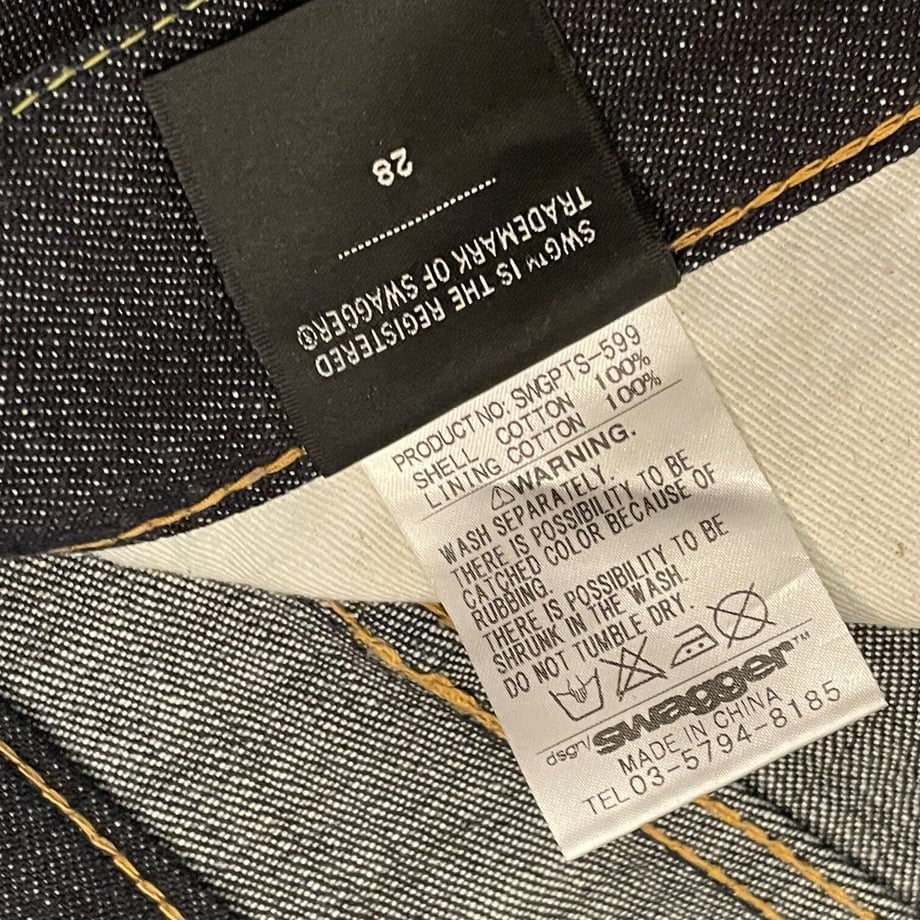 28
SWG™ IS THE REGISTERED
TRADEMARK OF SWAGGER®
PRODUCT NO: SWGPTS-599
SHELL COTTON 100%
LINING COTTON 100%
⚠WARNING.
WASH SEPARATELY.
THERE IS POSSIBILITY TO BE
CATCHED COLOR BECAUSE OF
RUBBING.
THERE IS POSSIBILITY TO BE
SHRUNK IN THE WASH.
DO NOT TUMBLE DRY.
dsgn/swagger™
MADE IN CHINA
TEL 03-5794-8185